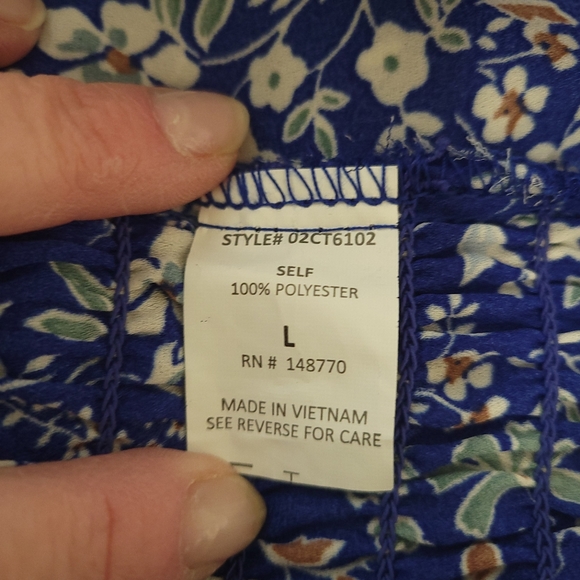 STYLE# 02CT6102
SELF
100% POLYESTER
L
RN # 148770
MADE IN VIETNAM
SEE REVERSE FOR CARE